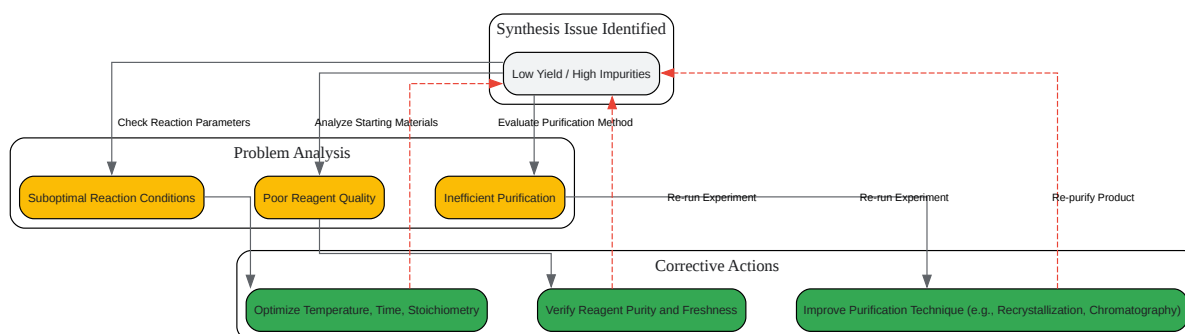 Synthesis Issue Identified
Low Yield / High Impurities
Check Reaction Parameters
Analyze Starting Materials
Evaluate Purification Method
Problem Analysis
Suboptimal Reaction Conditions
Poor Reagent Quality
Inefficient Purification
Re-run Experiment
Re-run Experiment
Re-purify Product
Corrective Actions
Optimize Temperature, Time, Stoichiometry
Verify Reagent Purity and Freshness
Improve Purification Technique (e.g., Recrystallization, Chromatography)